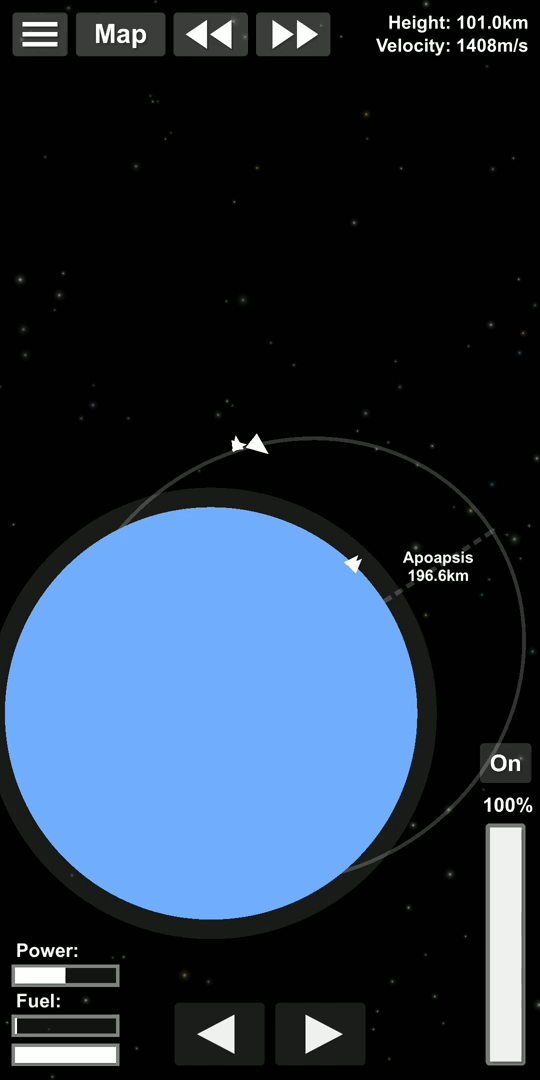 Map
Height: 101.0km
Velocity: 1408m/s
Apoapsis
196.6km
On
100%
Power:
Fuel: